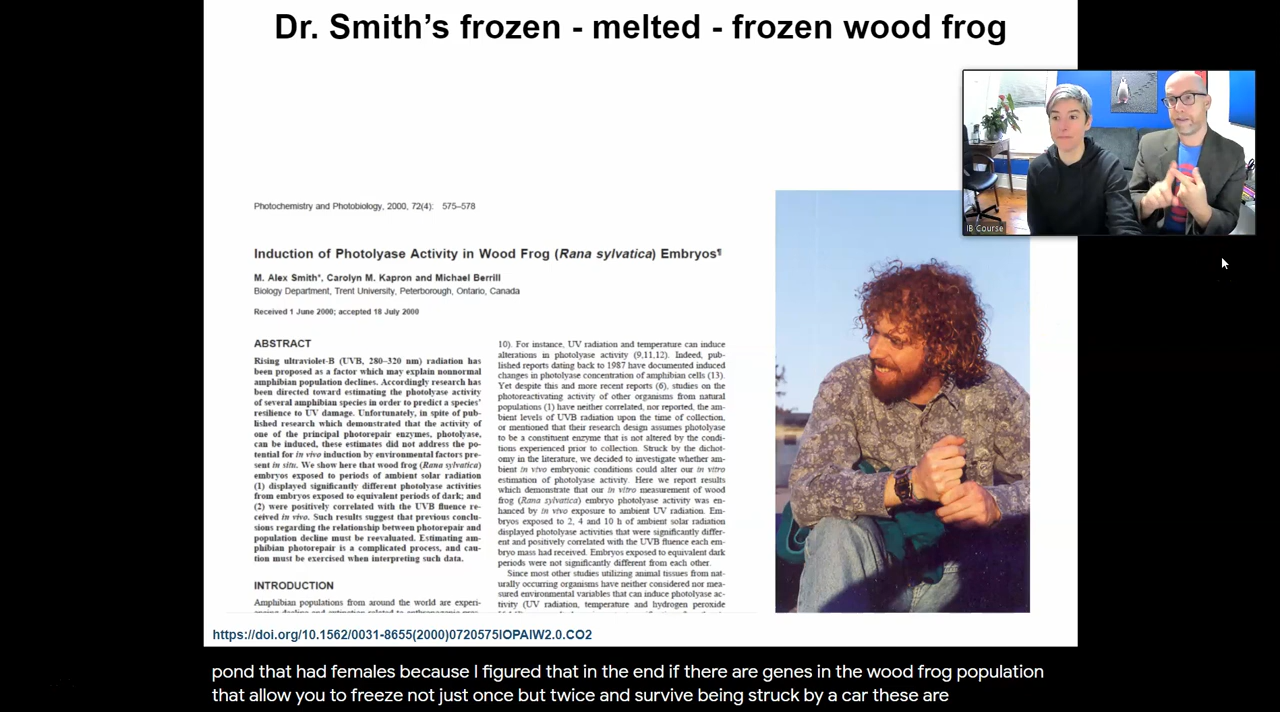 Dr. Smith's frozen - melted - frozen wood frog
Photochemistry and Photobiology, 2000, 72(4): 575–578
Induction of Photolyase Activity in Wood Frog (Rana sylvatica) Embryos¶
M. Alex Smith*, Carolyn M. Kapron and Michael Berrill
Biology Department, Trent University, Peterborough, Ontario, Canada
Received 1 June 2000; accepted 18 July 2000
ABSTRACT
Rising ultraviolet-B (UVB, 280–320 nm) radiation has
been proposed as a factor which may explain nonnormal
amphibian population declines. Accordingly research has
been directed toward estimating the photolyase activity
of several amphibian species in order to predict a species'
resilience to UV damage. Unfortunately, in spite of pub-
lished research which demonstrated that the activity of
one of the principal photorepair enzymes, photolyase,
can be induced, these estimates did not address the po-
tential for in vivo induction by environmental factors pre-
sent in situ. We show here that wood frog (Rana sylvatica)
embryos exposed to periods of ambient solar radiation
(1) displayed significantly different photolyase activities
from embryos exposed to equivalent periods of dark; and
(2) were positively correlated with the UVB fluence re-
ceived in vivo. Such results suggest that previous conclu-
sions regarding the relationship between photorepair and
population decline must be reevaluated. Estimating am-
phibian photorepair is a complicated process, and cau-
tion must be exercised when interpreting such data.
INTRODUCTION
Amphibian populations from around the world are experi-
10). For instance, UV radiation and temperature can induce
alterations in photolyase activity (9,11,12). Indeed, pub-
lished reports dating back to 1987 have documented induced
changes in photolyase concentration of amphibian cells (13).
Yet despite this and more recent reports (6), studies on the
photoreactivating activity of other organisms from natural
populations (1) have neither correlated, nor reported, the am-
bient levels of UVB radiation upon the time of collection,
or mentioned that their research design assumes photolyase
to be a constituent enzyme that is not altered by the condi-
tions experienced prior to collection. Struck by the dichot-
omy in the literature, we decided to investigate whether am-
bient in vivo embryonic conditions could alter our in vitro
estimation of photolyase activity. Here we report results
which demonstrate that our in vitro measurement of wood
frog (Rana sylvatica) embryo photolyase activity was en-
hanced by in vivo exposure to ambient UV radiation. Em-
bryos exposed to 2, 4 and 10 h of ambient solar radiation
displayed photolyase activities that were significantly differ-
ent and positively correlated with the UVB fluence each em-
bryo mass had received. Embryos exposed to equivalent dark
periods were not significantly different from each other.
Since most other studies utilizing animal tissues from nat-
urally occurring organisms have neither considered nor mea-
sured environmental variables that can induce photolyase ac-
tivity (UV radiation, temperature and hydrogen peroxide
https://doi.org/10.1562/0031-8655(2000)0720575IOPAIW2.0.CO2
IB Course
pond that had females because I figured that in the end if there are genes in the wood frog population
that allow you to freeze not just once but twice and survive being struck by a car these are